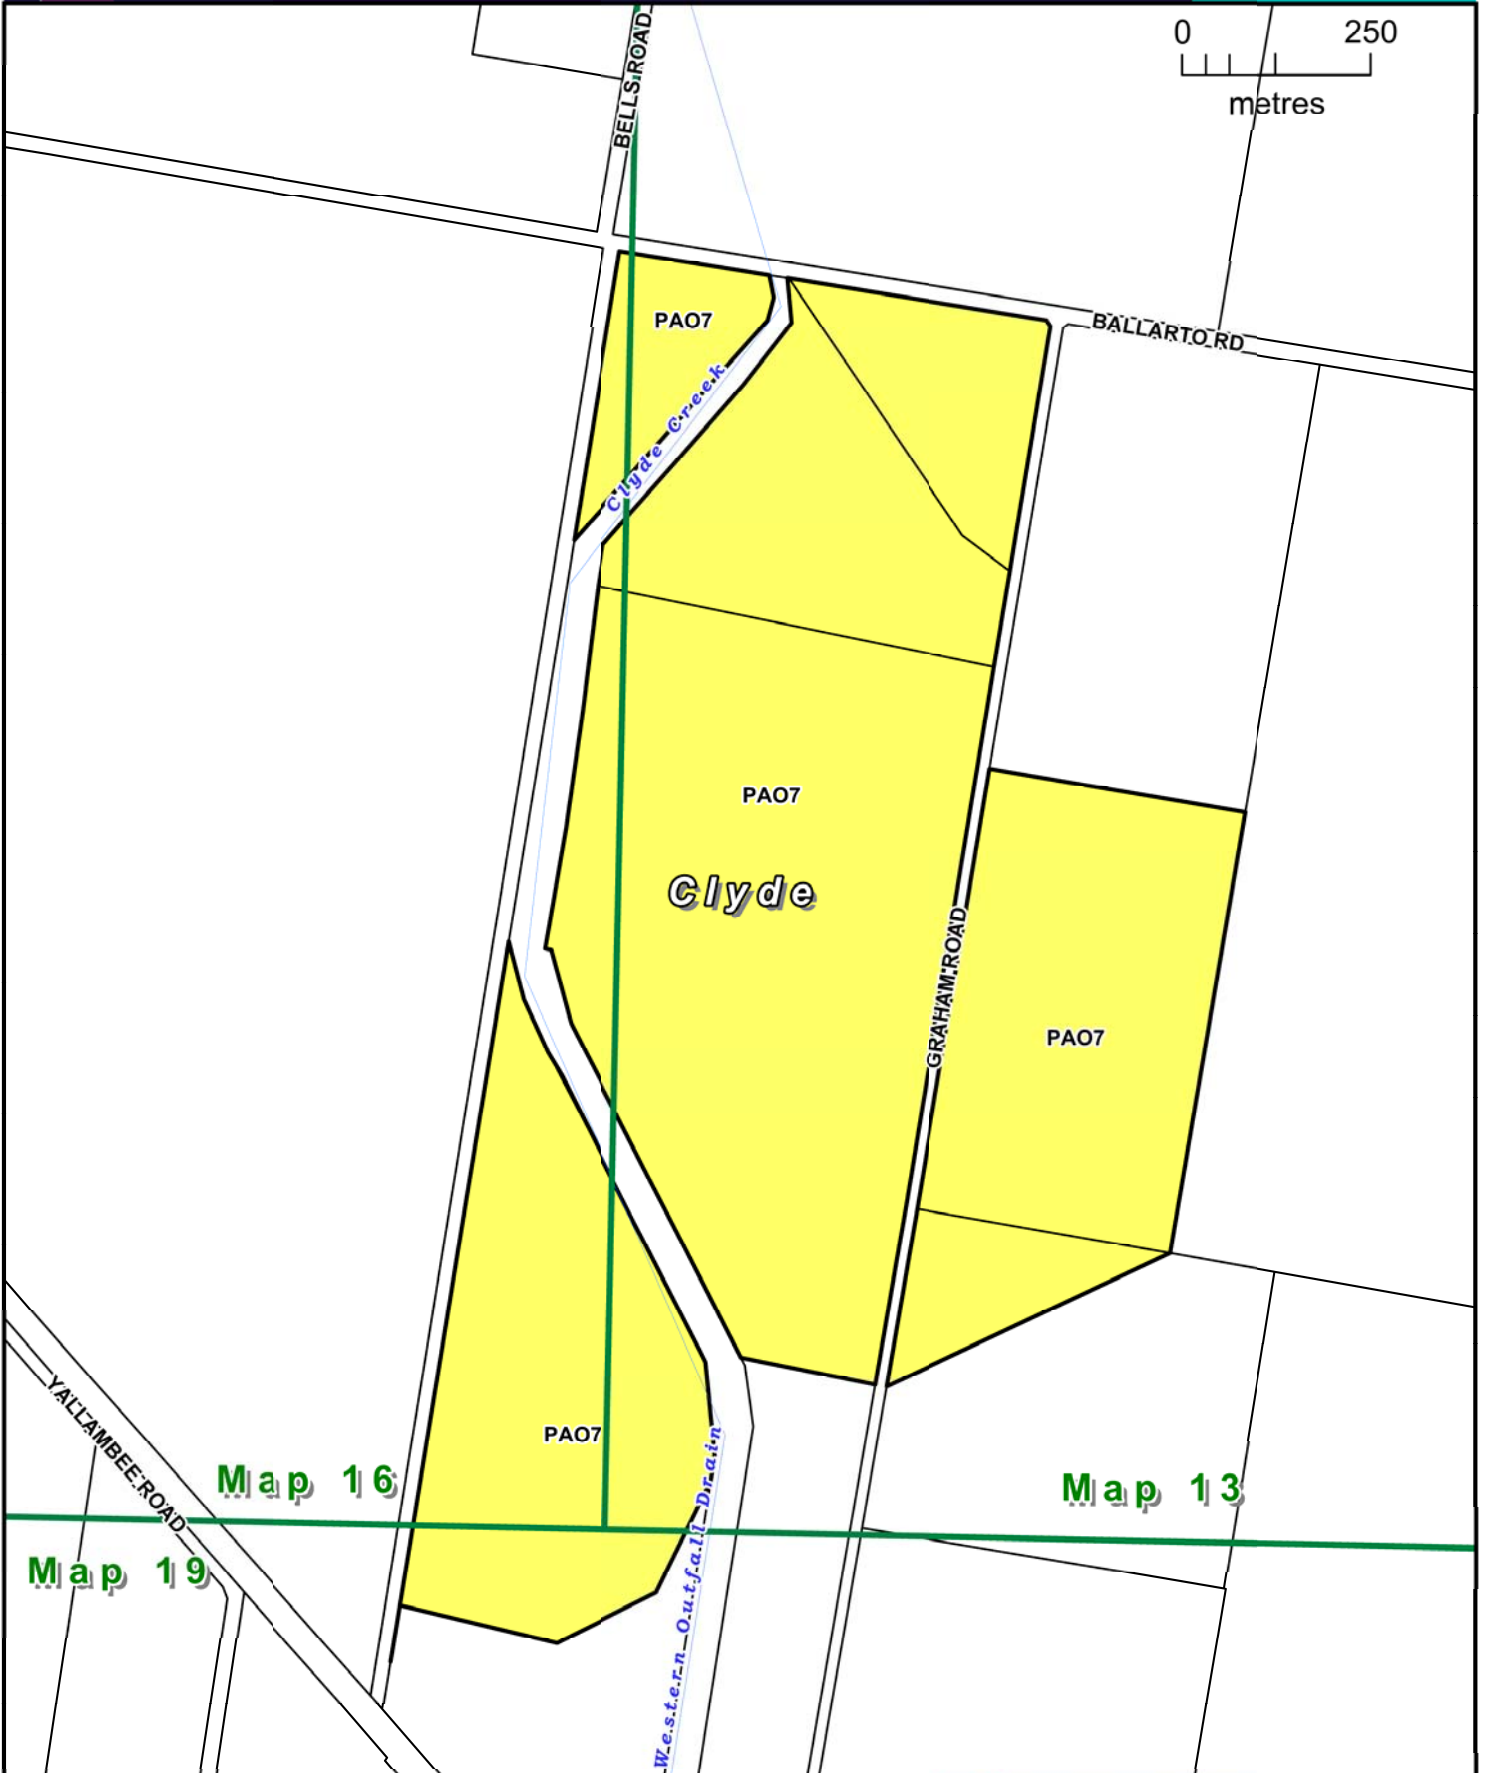 0 250
metres
BELLS ROAD
BALLARTO RD
PAO7
Clyde Creek
PAO7
Clyde
GRAHAM ROAD
PAO7
PAO7
YALLAMBEE ROAD
Map 16
Map 13
Map 19
Western Outfall Drain